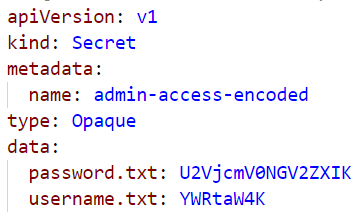 apiVersion: v1
kind: Secret
metadata:
  name: admin-access-encoded
type: Opaque
data:
  password.txt: U2VjcmV0NGV2ZXIK
  username.txt: YWRtaW4K